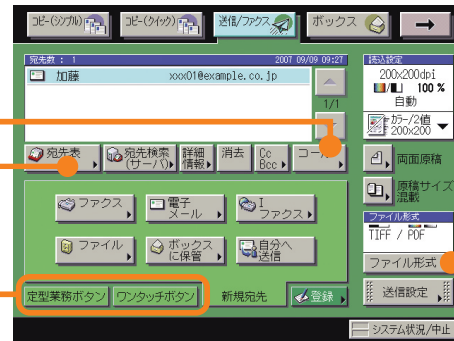 コピー(シンプル)
コピー(クイック)
送信/ファクス
ボックス
宛先数 : 1
2007 09/09 09:27
加藤
xxx01@example.co.jp
1/1
宛先表
宛先検索
(サーバ)
詳細
情報
消去
Cc
Bcc
コール
ファクス
電子
メール
I
ファクス
ファイル
ボックス
に保管
自分へ
送信
定型業務ボタン
ワンタッチボタン
新規宛先
登録
読込設定
200x200dpi
100 %
自動
カラー/2値
200x200
両面原稿
原稿サイズ
混載
ファイル形式
TIFF / PDF
ファイル形式
送信設定
システム状況/中止